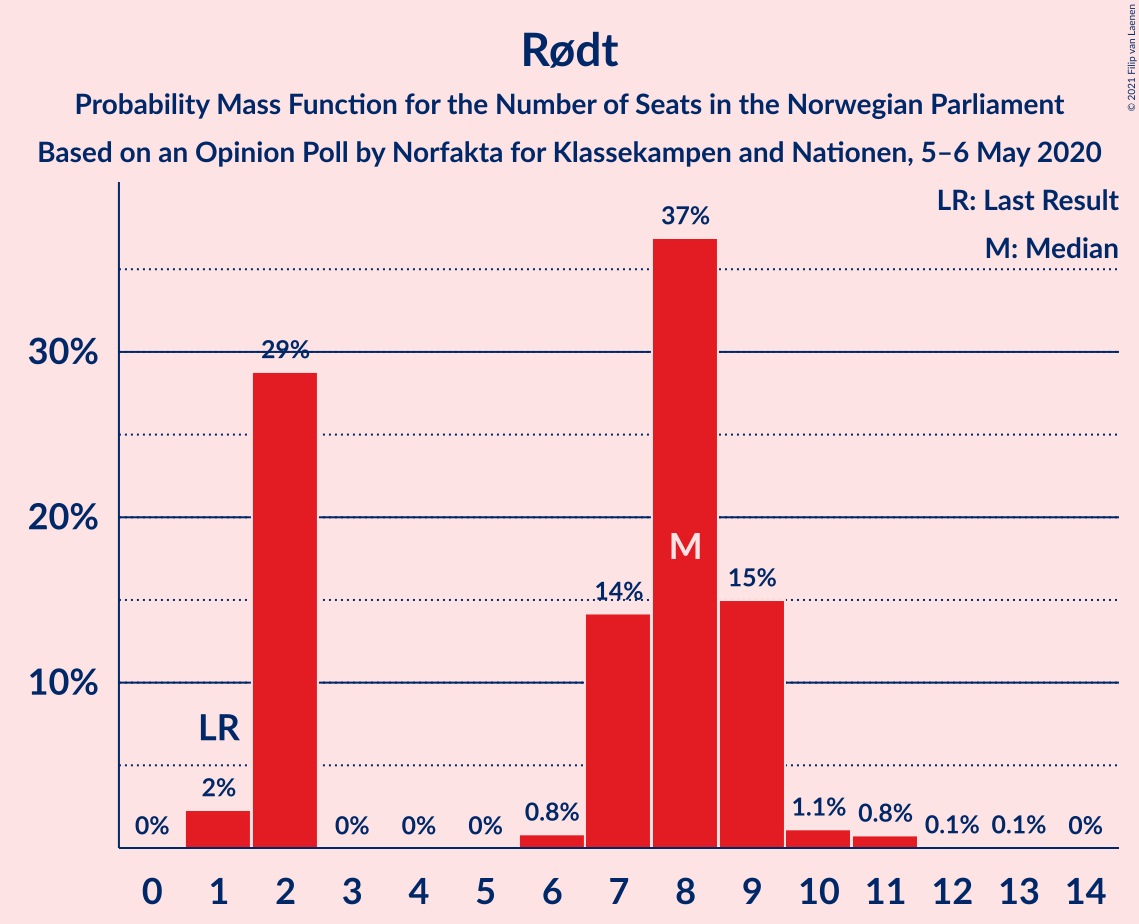 © 2021 Filip van Laenen
Rødt
Probability Mass Function for the Number of Seats in the Norwegian Parliament
Based on an Opinion Poll by Norfakta for Klassekampen and Nationen, 5–6 May 2020
LR: Last Result
M: Median
37%
30%
29%
20%
M
14%
15%
10%
LR
0%
2%
0%
0%
0%
0.8%
1.1%
0.8%
0.1%
0.1%
0%
0 1 2 3 4 5 6 7 8 9 10 11 12 13 14